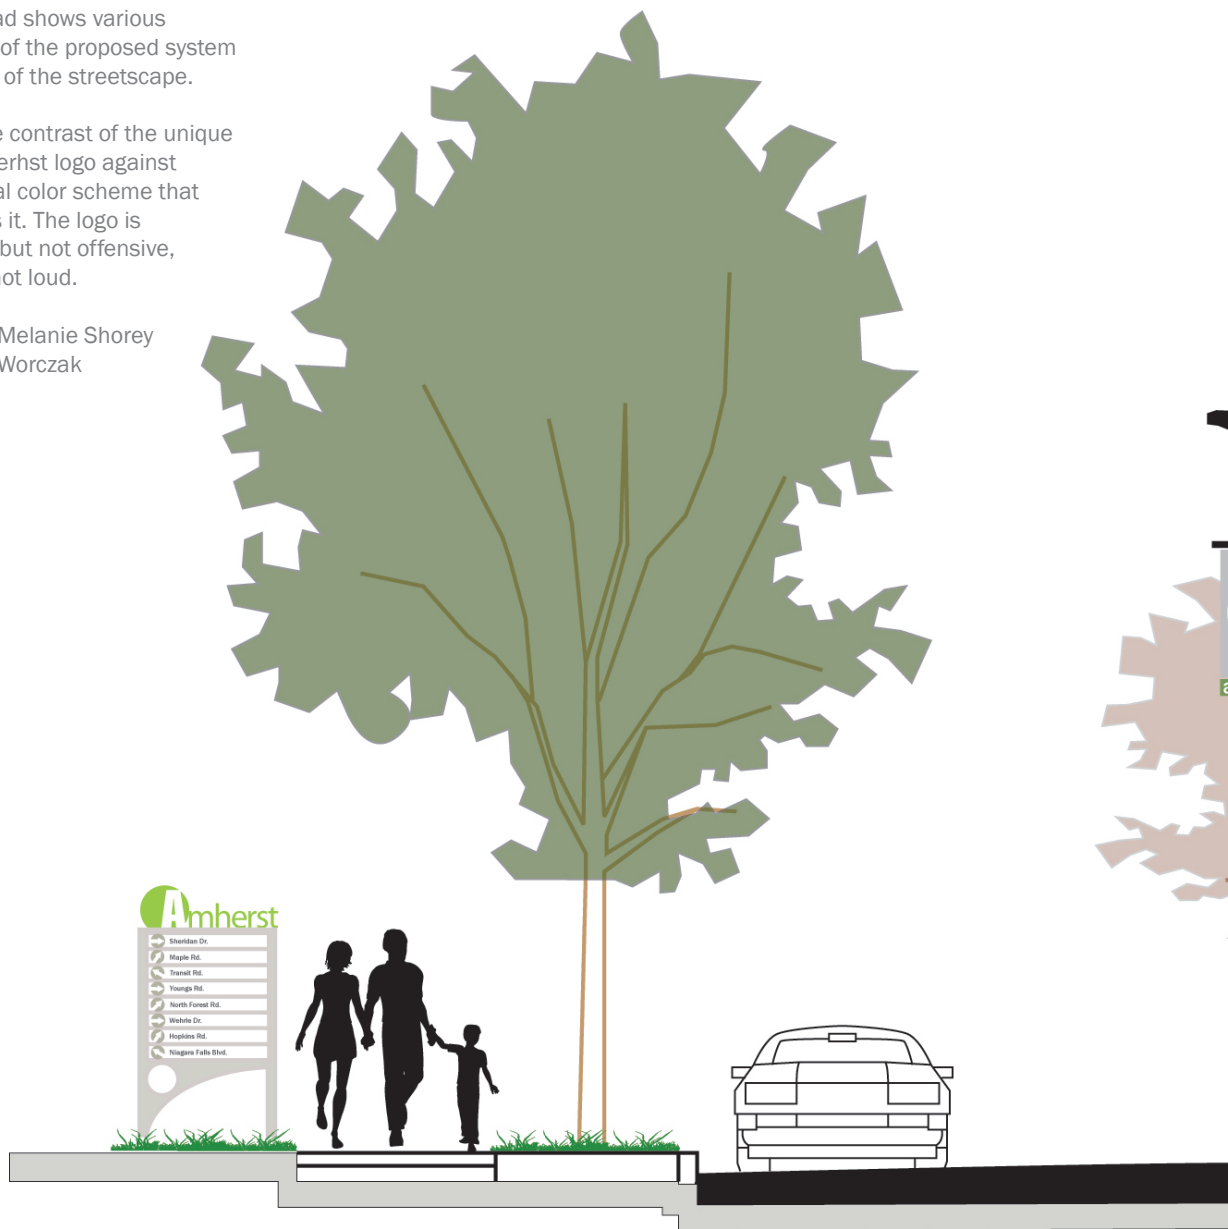 ad shows various
of the proposed system
of the streetscape.
e contrast of the unique
erhst logo against
al color scheme that
s it. The logo is
but not offensive,
not loud.
Melanie Shorey
Worczak
Amherst
Sheridan Dr.
Maple Rd.
Transit Rd.
Youngs Rd.
North Forest Rd.
Wehrle Dr.
Hopkins Rd.
Niagara Falls Blvd.
a